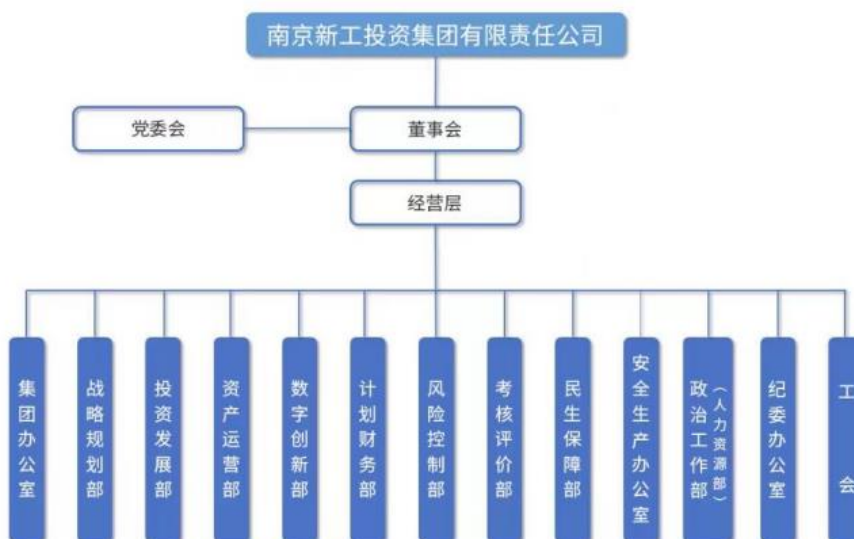 南京新工投资集团有限责任公司
党委会
董事会
经营层
集团办公室
战略规划部
投资发展部
资产运营部
数字创新部
计划财务部
风险控制部
考核评价部
民生保障部
安全生产办公室
政治工作部
（人力资源部）
纪委办公室
工会